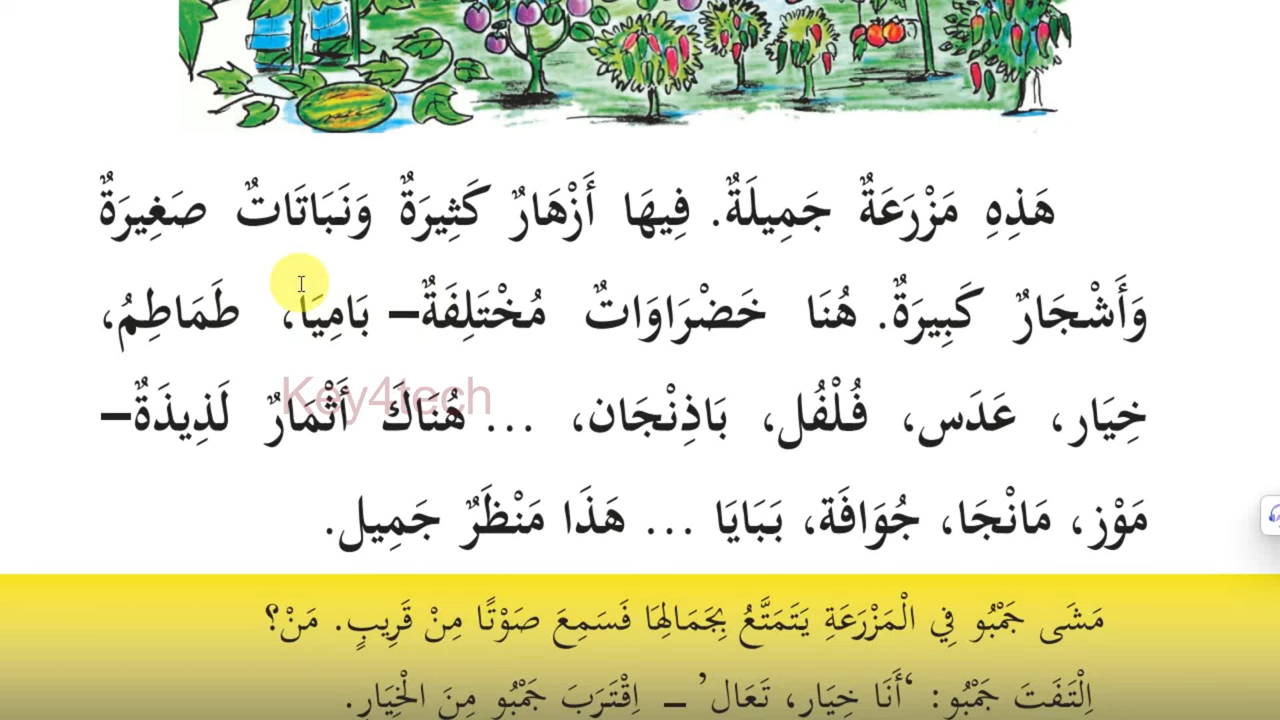 هَذِهِ مَزْرَعَةٌ جَمِيلَةٌ. فِيهَا أَزْهَارٌ كَثِيرَةٌ وَنَبَاتَاتٌ صَغِيرَةٌ
وَأَشْجَارٌ كَبِيرَةٌ. هُنَا خَضْرَاوَاتٌ مُخْتَلِفَةٌ– بَامِيَا، طَمَاطِمُ،
خِيَار، عَدَس، فُلْفُل، بَاذِنْجَان، ... هُنَاكَ أَثْمَارٌ لَذِيذَةٌ–
Key4tech
مَوْز، مَانْجَا، جُوَافَة، بَبَايَا ... هَذَا مَنْظَرٌ جَمِيل.
مَشَى جَمْبُو فِي الْمَزْرَعَةِ يَتَمَتَّعُ بِجَمَالِهَا فَسَمِعَ صَوْتًا مِنْ قَرِيبٍ. مَنْ؟
اِلْتَفَتَ جَمْبُو: ‘أَنَا خِيَار، تَعَال’ – اِقْتَرَبَ جَمْبُو مِنَ الْخِيَارِ.